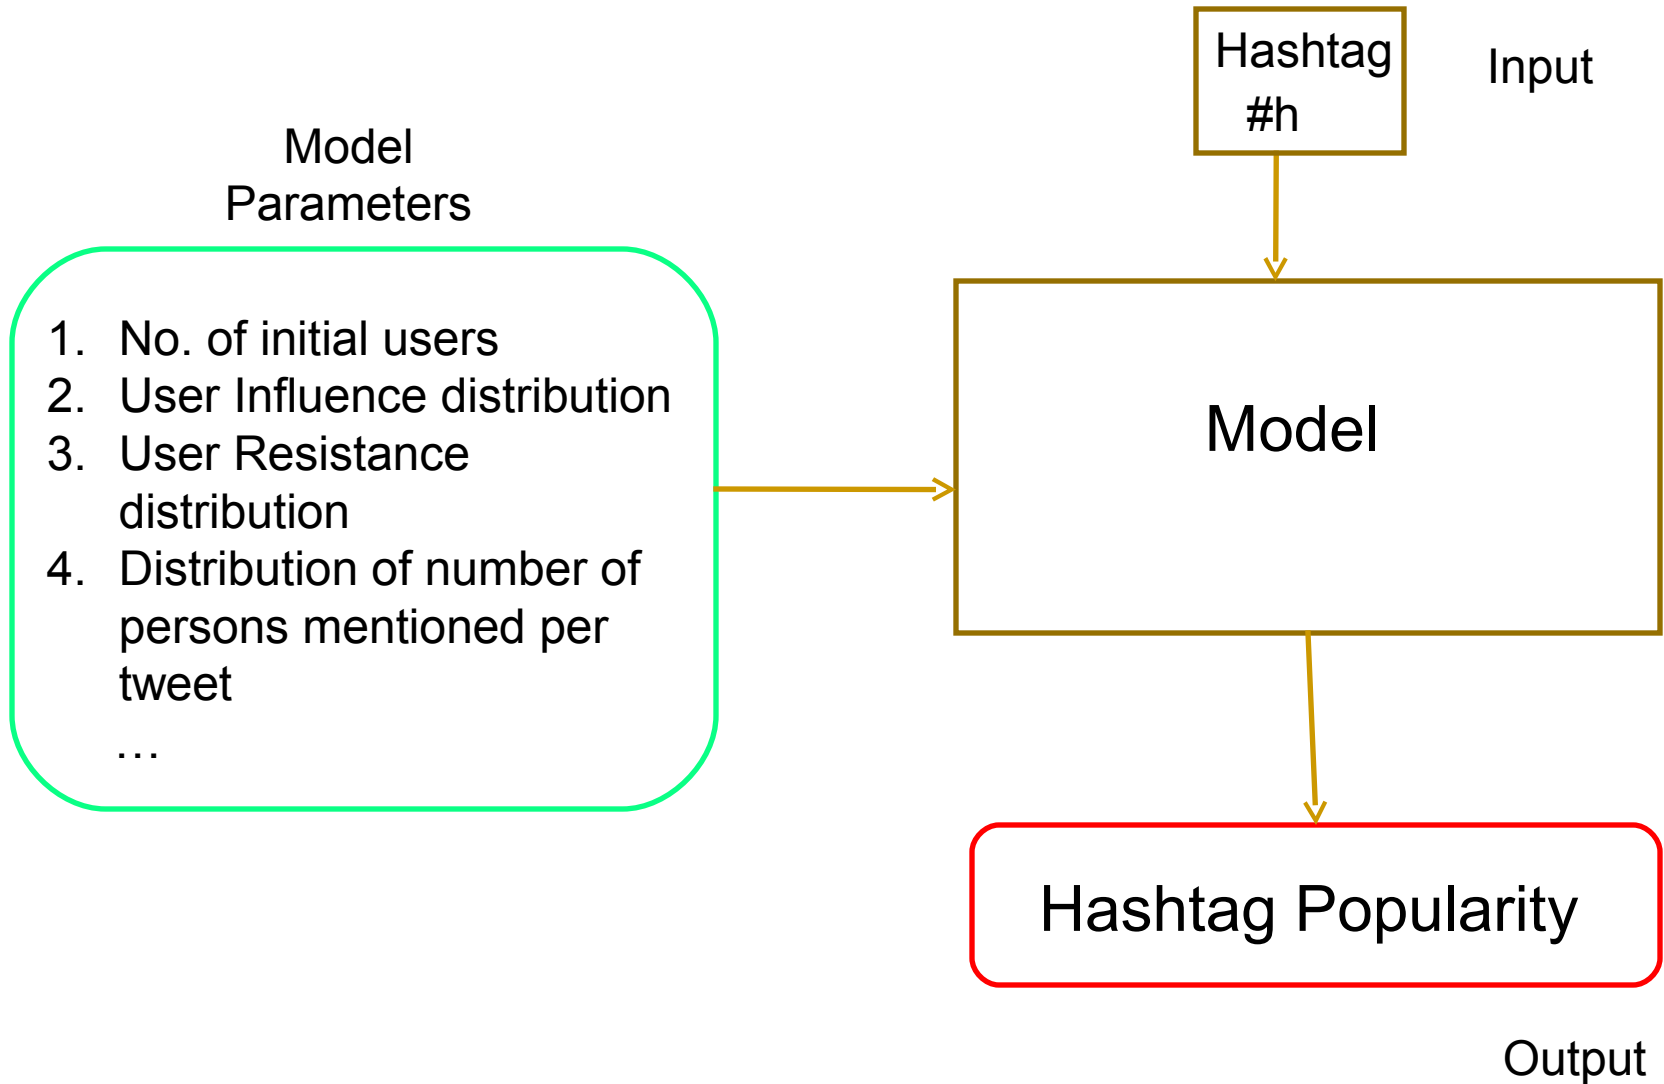 Hashtag
#h
Input
Model
Parameters
1. No. of initial users
2. User Influence distribution
3. User Resistance
distribution
4. Distribution of number of
persons mentioned per
tweet
…
Model
Hashtag Popularity
Output